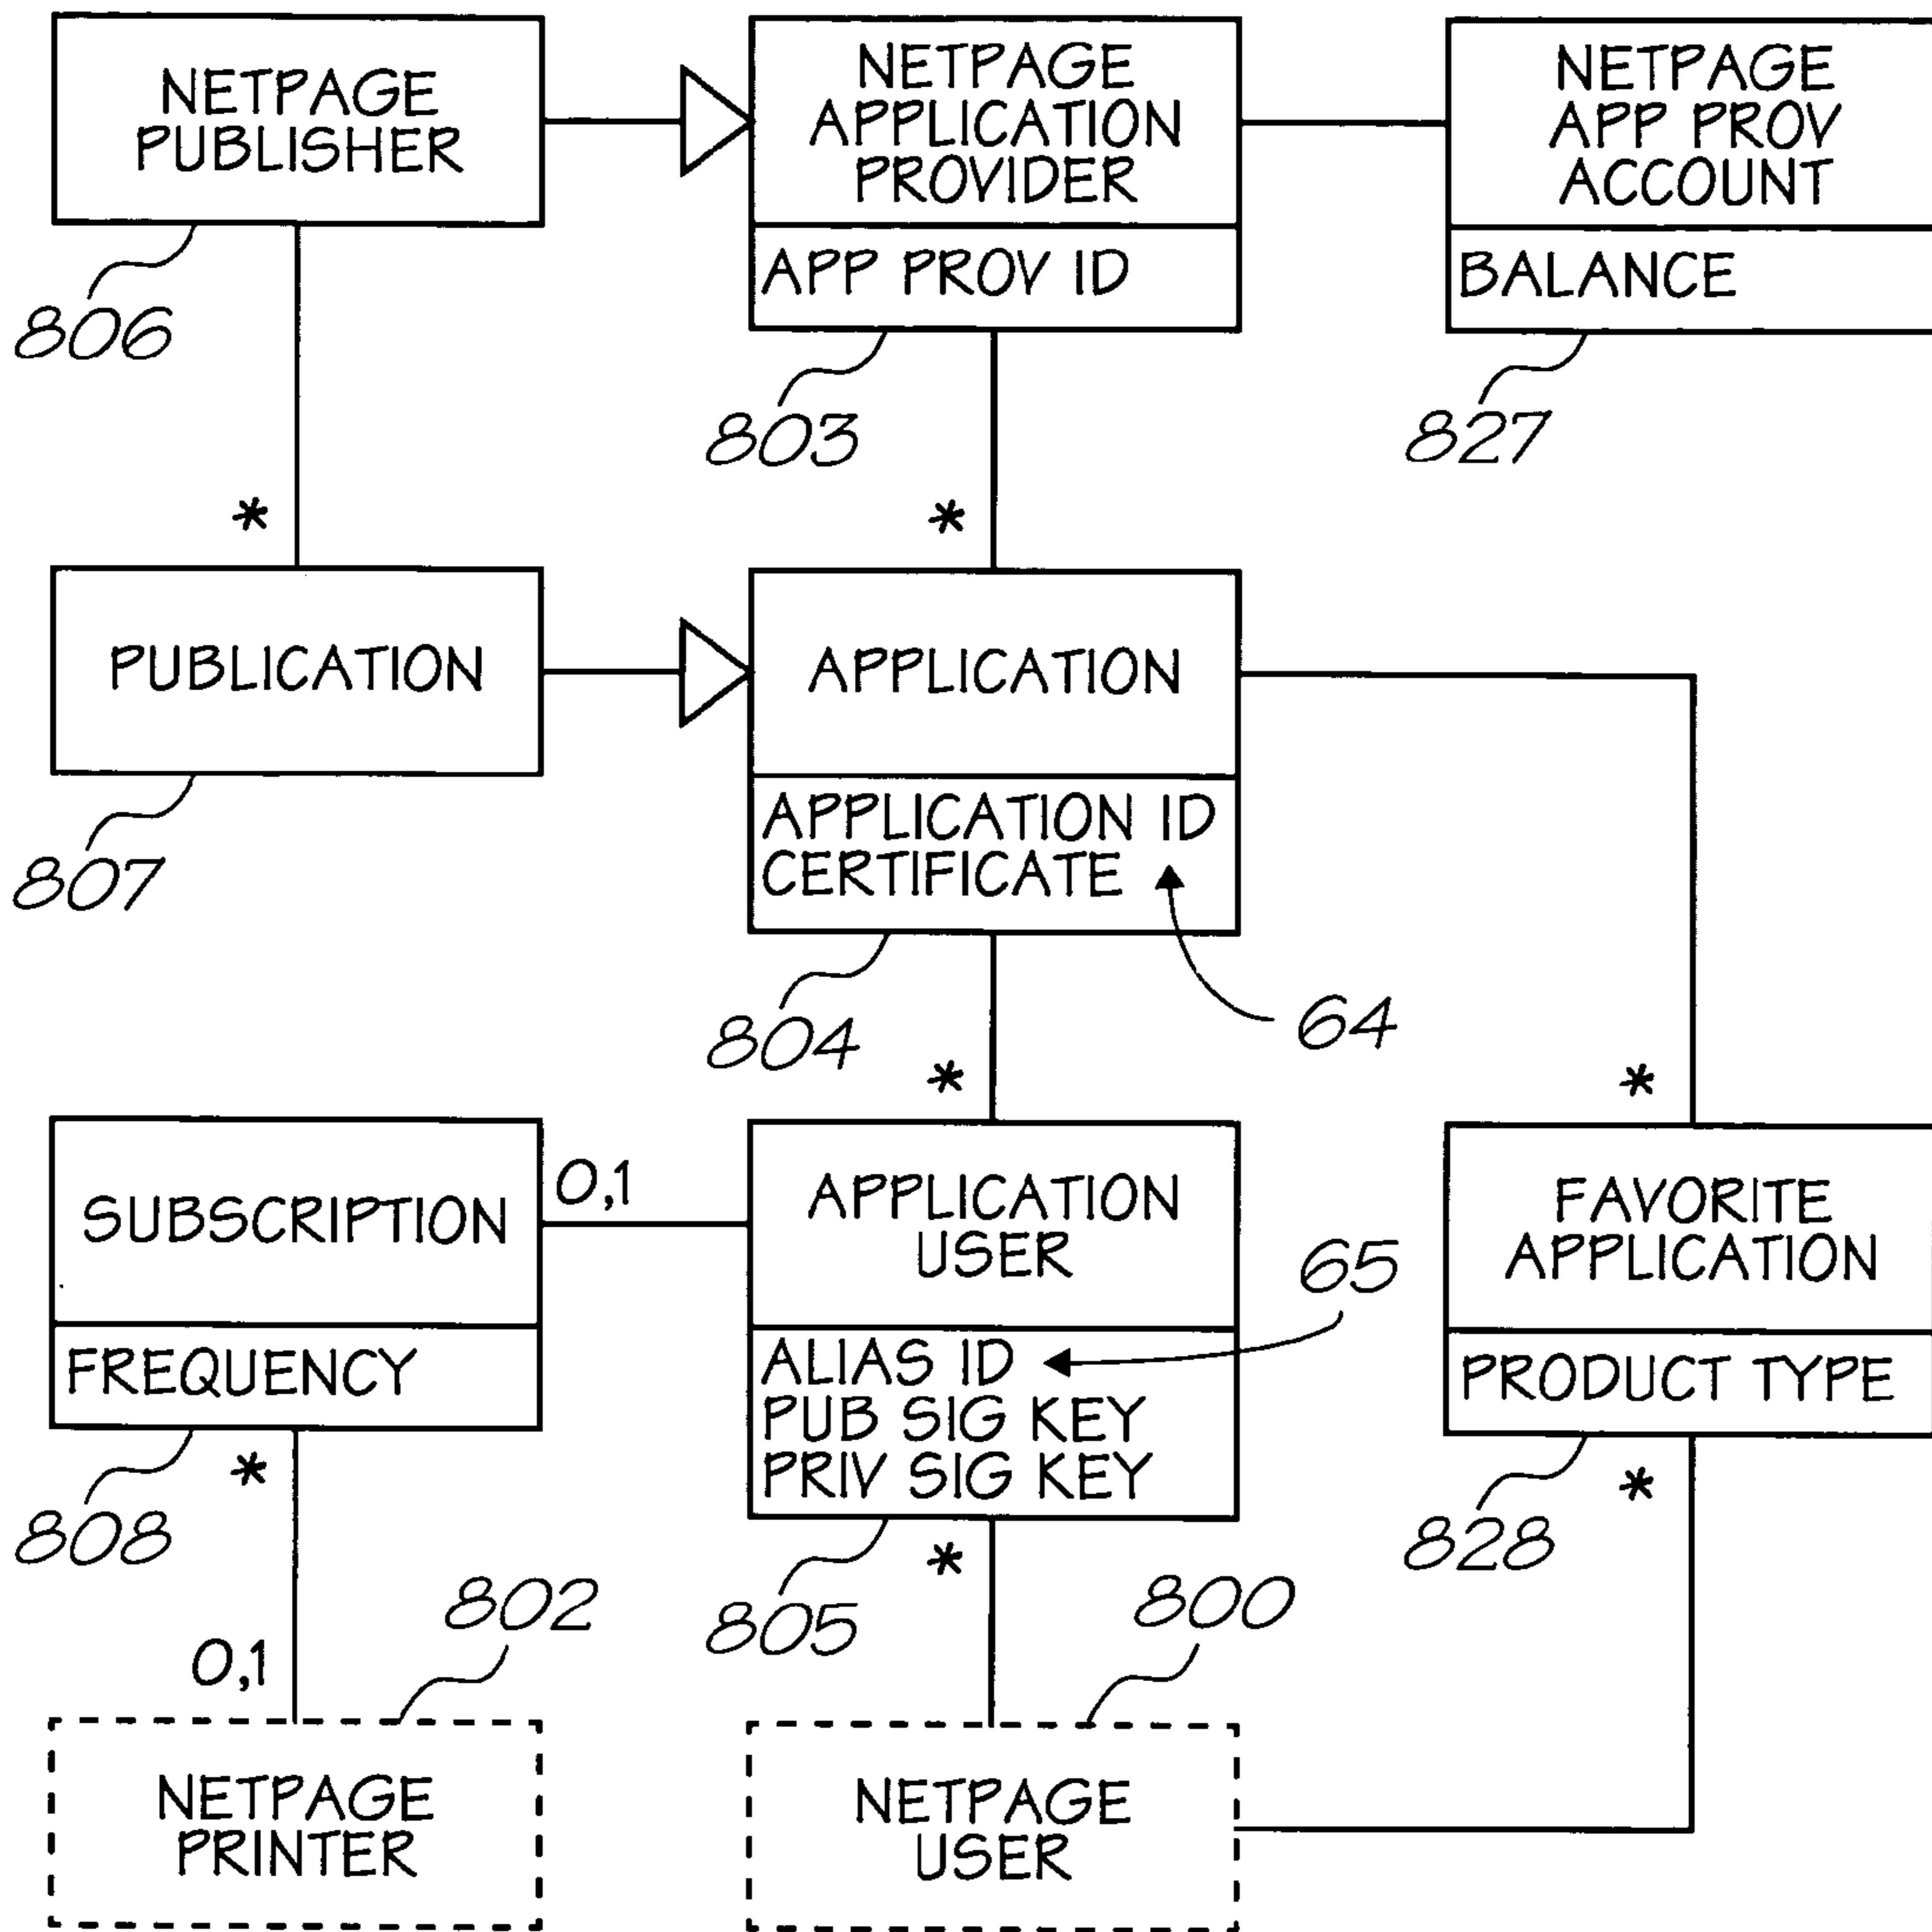 NETPAGE
PUBLISHER
806
NETPAGE
APPLICATION
PROVIDER
APP PROV ID
803
NETPAGE
APP PROV
ACCOUNT
BALANCE
827
*
*
PUBLICATION
807
APPLICATION
APPLICATION ID
CERTIFICATE
64
804
*
*
SUBSCRIPTION
FREQUENCY
0,1
808
*
APPLICATION
USER
ALIAS ID
PUB SIG KEY
PRIV SIG KEY
65
805
*
FAVORITE
APPLICATION
PRODUCT TYPE
828
*
802
0,1
800
NETPAGE
PRINTER
NETPAGE
USER